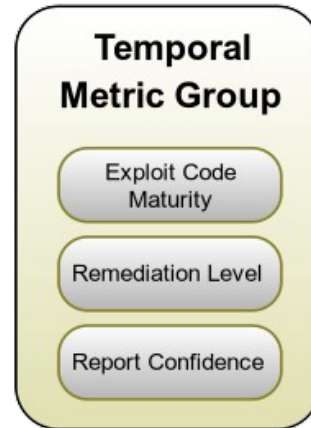 Temporal
Metric Group
Exploit Code
Maturity
Remediation Level
Report Confidence